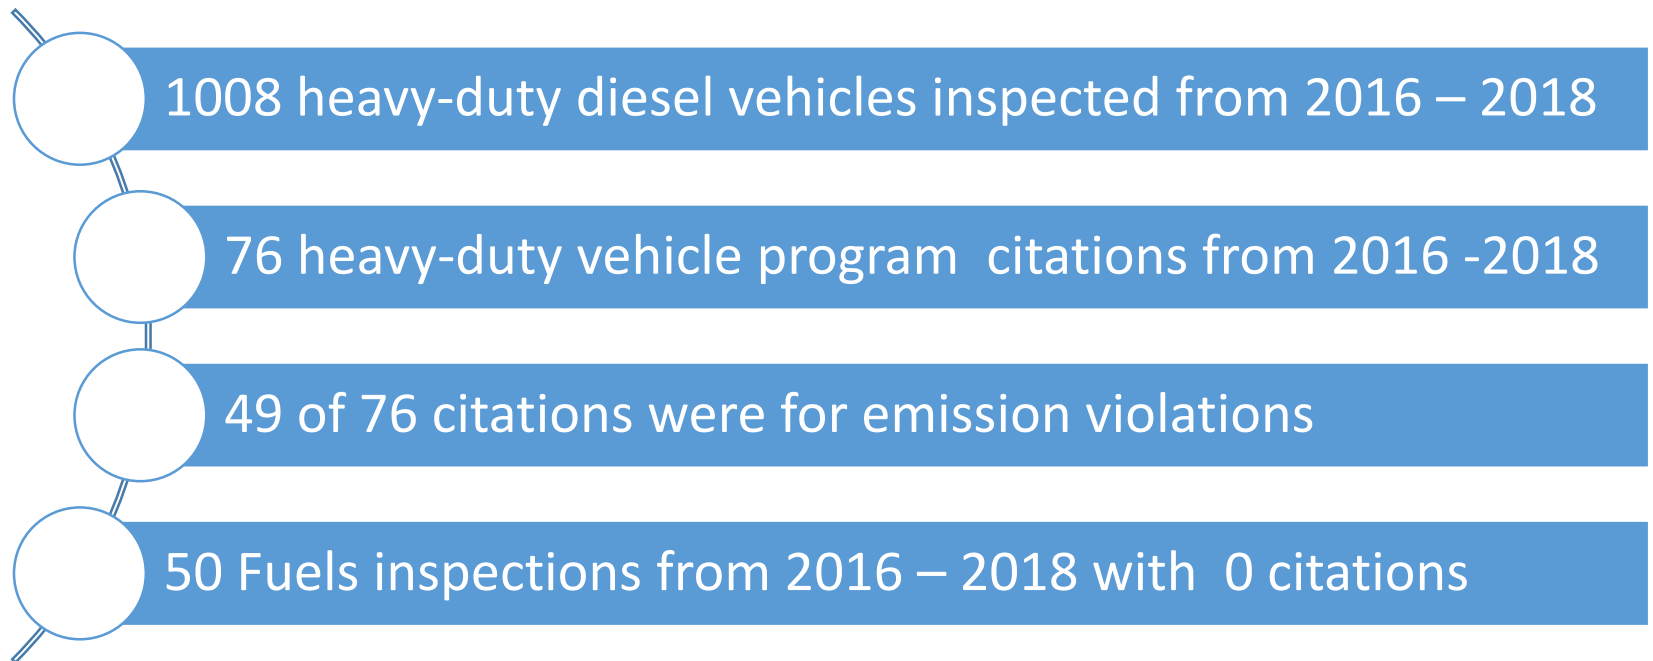 1008 heavy-duty diesel vehicles inspected from 2016 – 2018
76 heavy-duty vehicle program  citations from 2016 -2018
49 of 76 citations were for emission violations
50 Fuels inspections from 2016 – 2018 with  0 citations